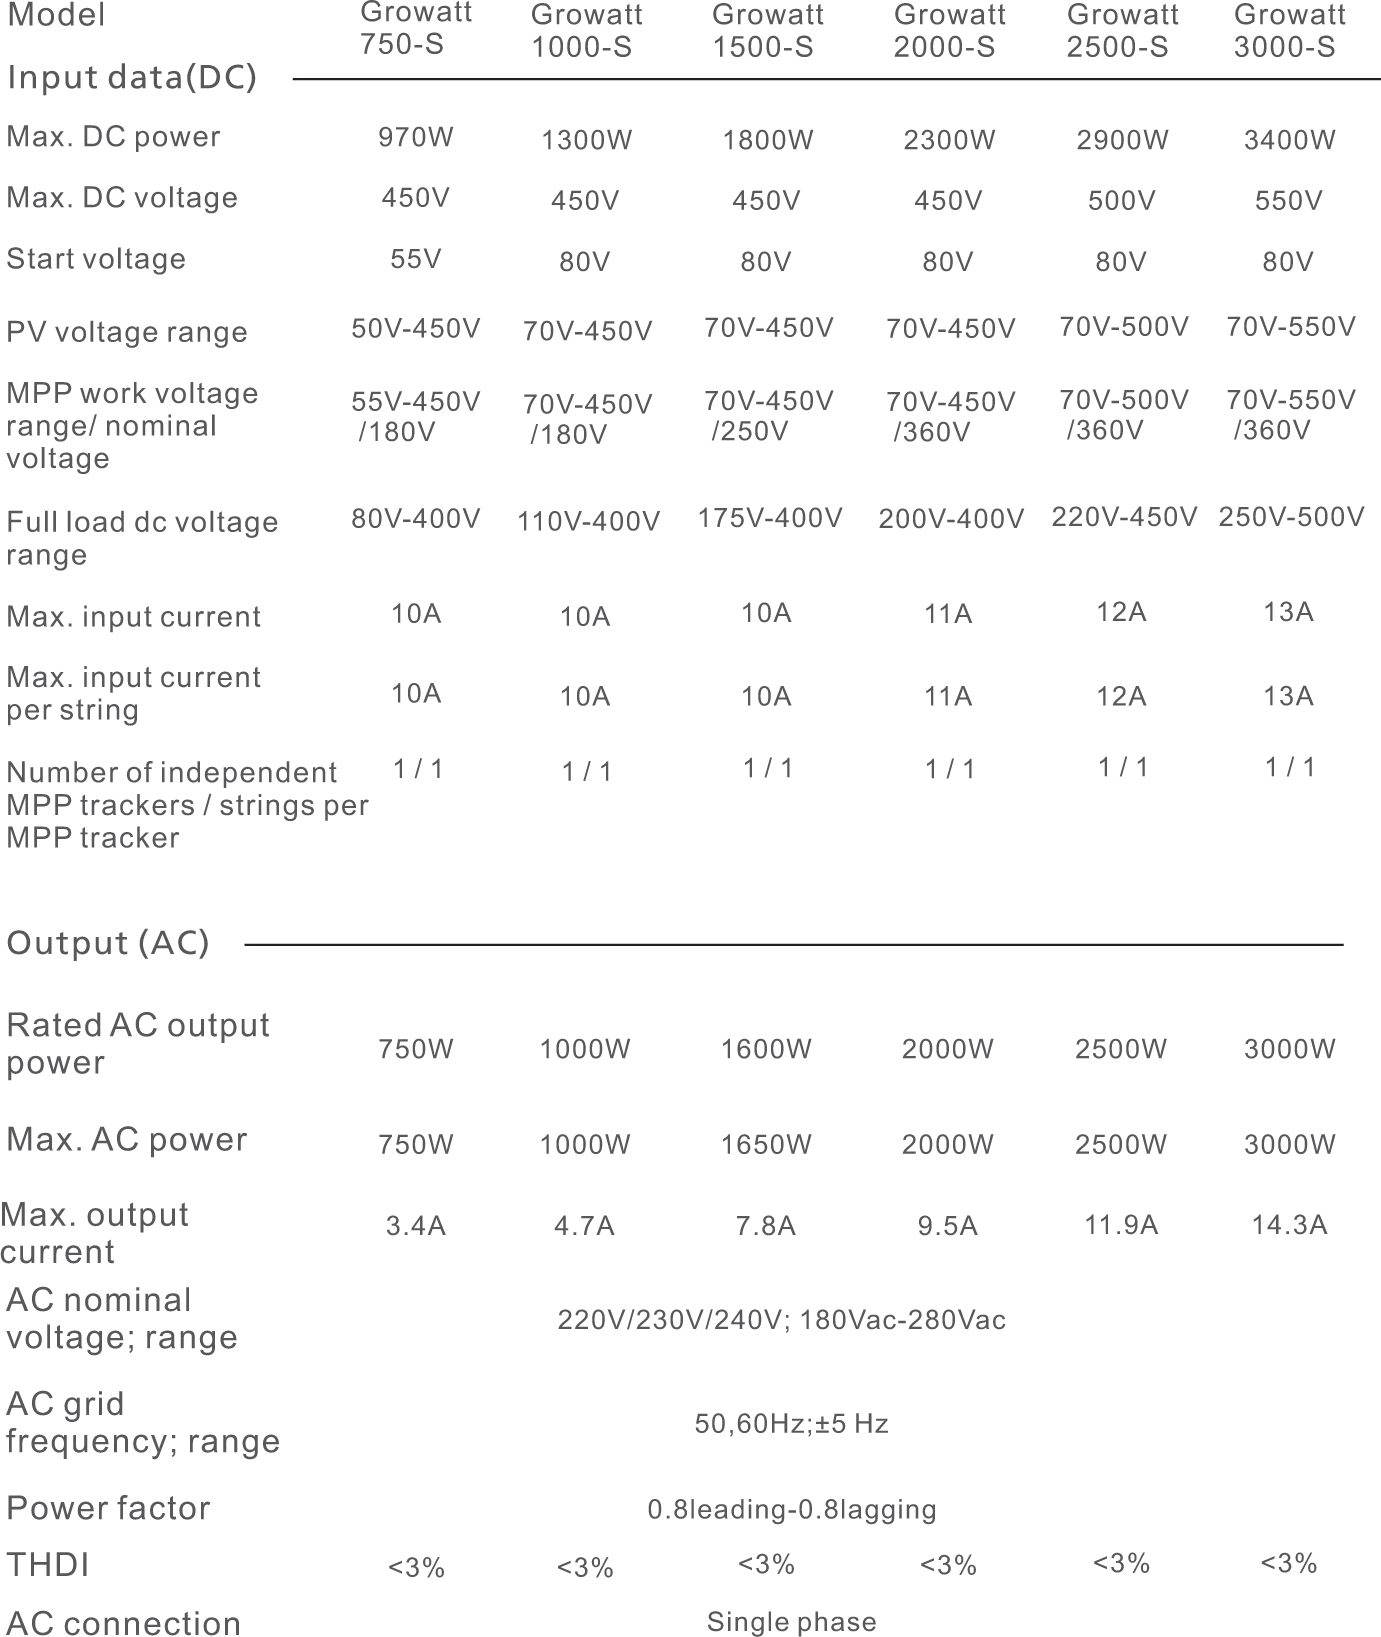 Model Growatt 750-S Growatt 1000-S Growatt 1500-S Growatt 2000-S Growatt 2500-S Growatt 3000-S
Input data(DC)
Max. DC power 970W 1300W 1800W 2300W 2900W 3400W
Max. DC voltage 450V 450V 450V 450V 500V 550V
Start voltage 55V 80V 80V 80V 80V 80V
PV voltage range 50V-450V 70V-450V 70V-450V 70V-450V 70V-500V 70V-550V
MPP work voltage 55V-450V 70V-450V 70V-450V 70V-450V 70V-500V 70V-550V
range/ nominal /180V /180V /250V /360V /360V /360V
voltage
Full load dc voltage 80V-400V 110V-400V 175V-400V 200V-400V 220V-450V 250V-500V
range
Max. input current 10A 10A 10A 11A 12A 13A
Max. input current
per string 10A 10A 10A 11A 12A 13A
Number of independent 1 / 1 1 / 1 1 / 1 1 / 1 1 / 1 1 / 1
MPP trackers / strings per
MPP tracker
Output (AC)
Rated AC output
power 750W 1000W 1600W 2000W 2500W 3000W
Max. AC power 750W 1000W 1650W 2000W 2500W 3000W
Max. output
current 3.4A 4.7A 7.8A 9.5A 11.9A 14.3A
AC nominal
voltage; range 220V/230V/240V; 180Vac-280Vac
AC grid
frequency; range 50,60Hz;±5 Hz
Power factor 0.8leading-0.8lagging
THDI <3% <3% <3% <3% <3% <3%
AC connection Single phase